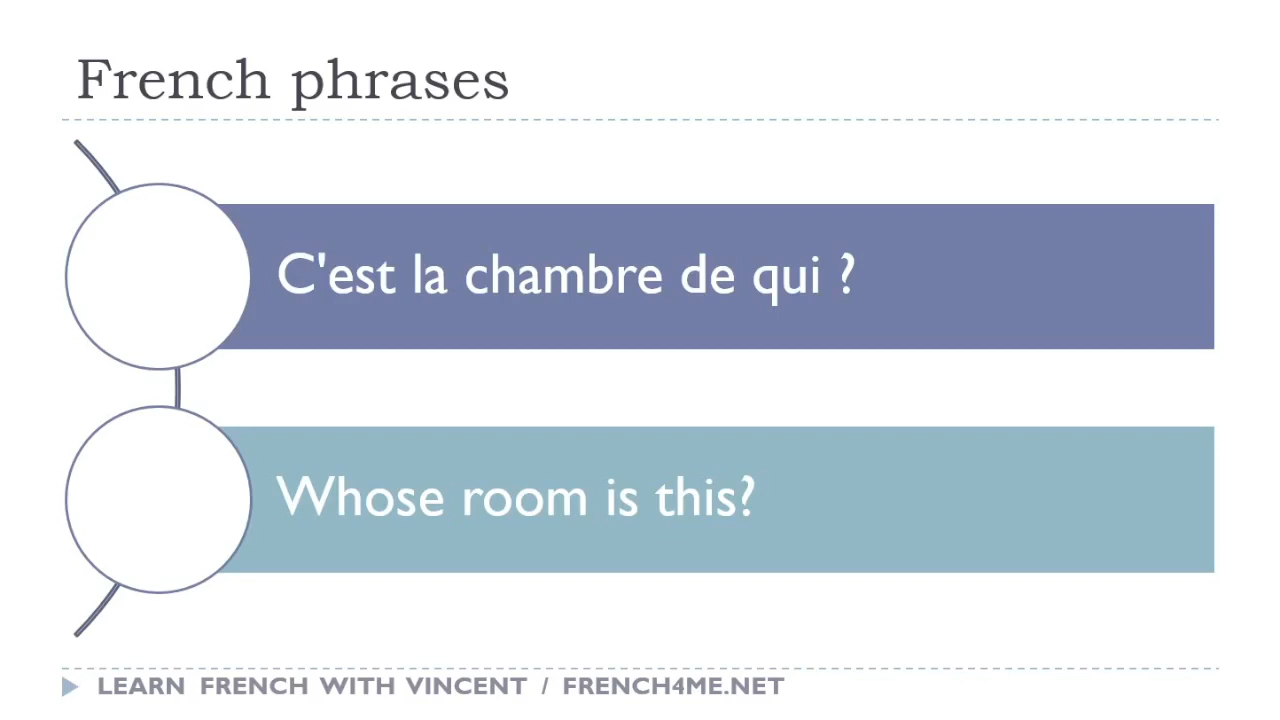 French phrases
C'est la chambre de qui ?
Whose room is this?
LEARN FRENCH WITH VINCENT / FRENCH4ME.NET